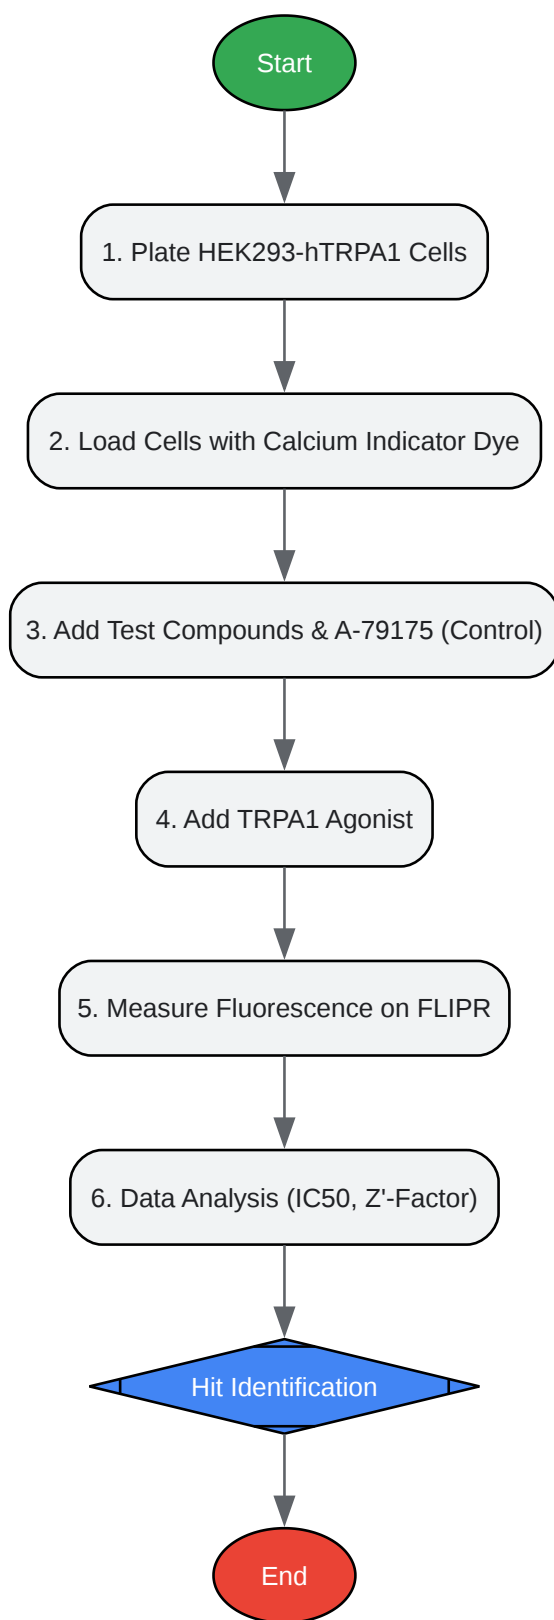 Start
1. Plate HEK293-hTRPA1 Cells
2. Load Cells with Calcium Indicator Dye
3. Add Test Compounds & A-79175 (Control)
4. Add TRPA1 Agonist
5. Measure Fluorescence on FLIPR
6. Data Analysis (IC50, Z'-Factor)
Hit Identification
End